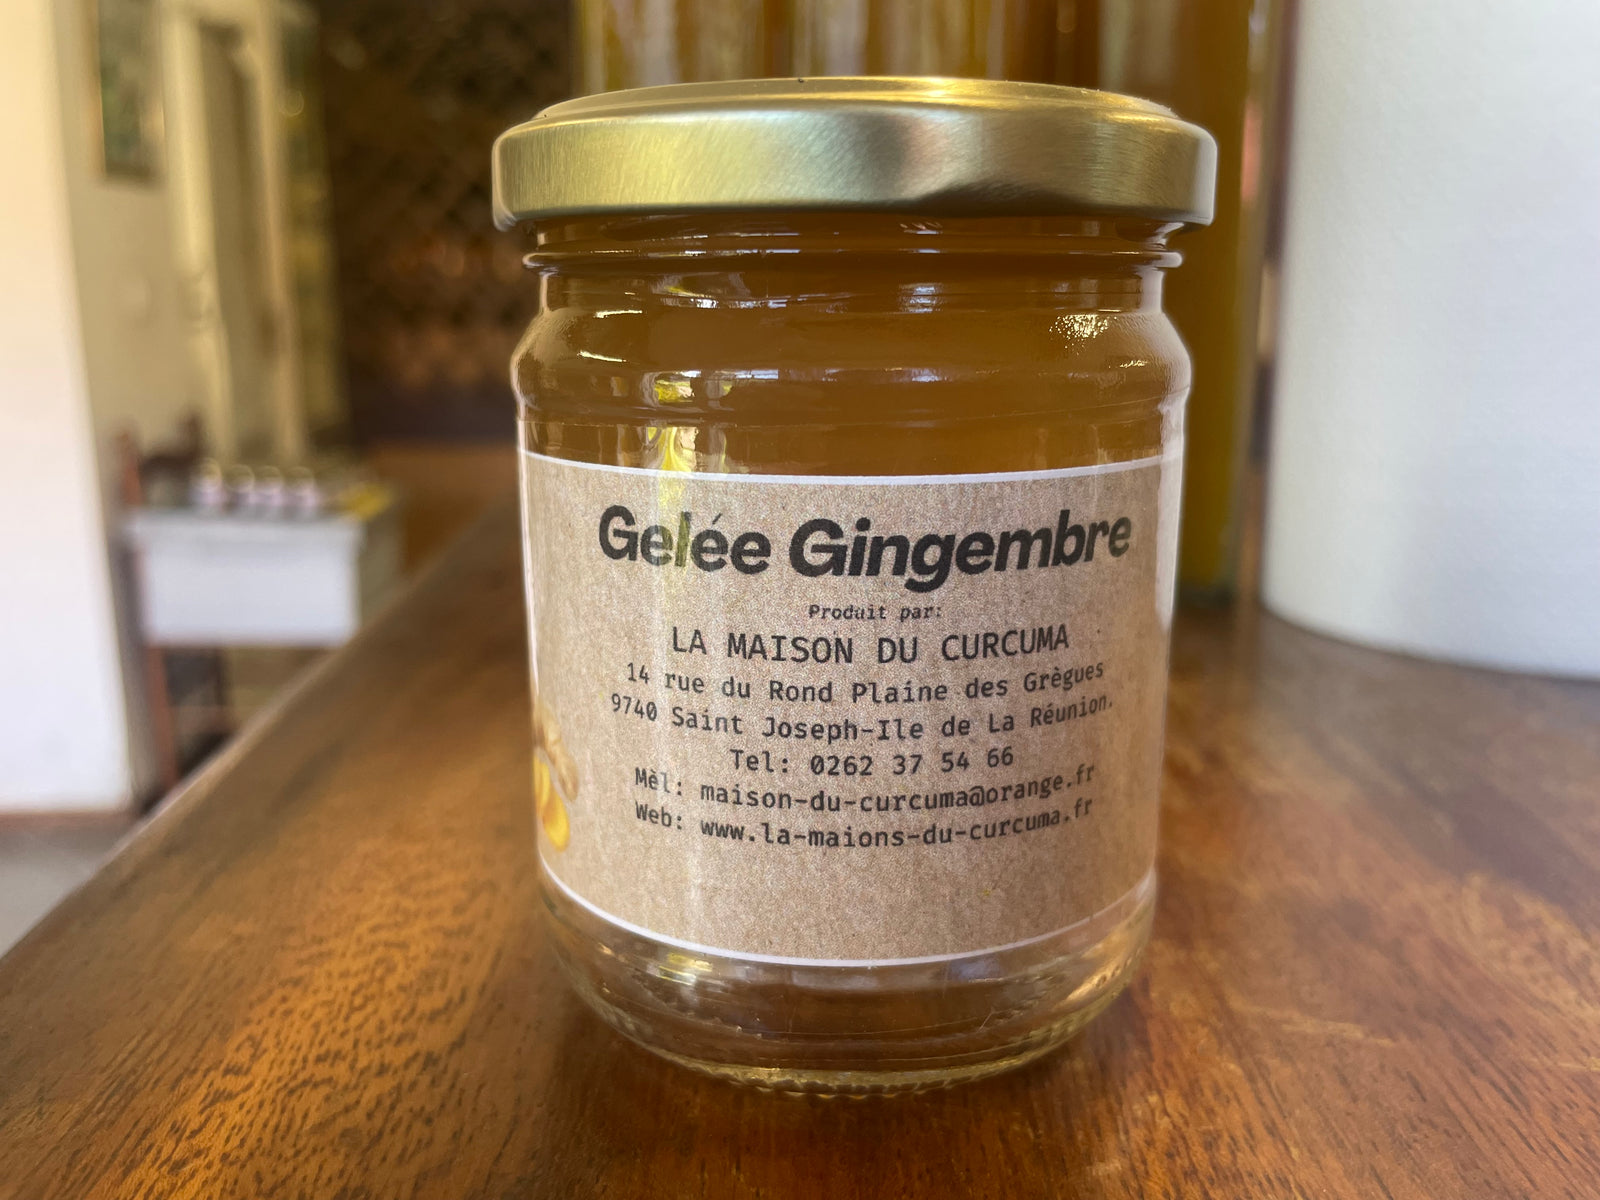 Gelée Gingembre
Produit par:
LA MAISON DU CURCUMA
14 rue du Rond Plaine des Grègues
9740 Saint Joseph-Ile de La Réunion.
Tel: 0262 37 54 66
Mèl: maison-du-curcuma@orange.fr
Web: www.la-maions-du-curcuma.fr